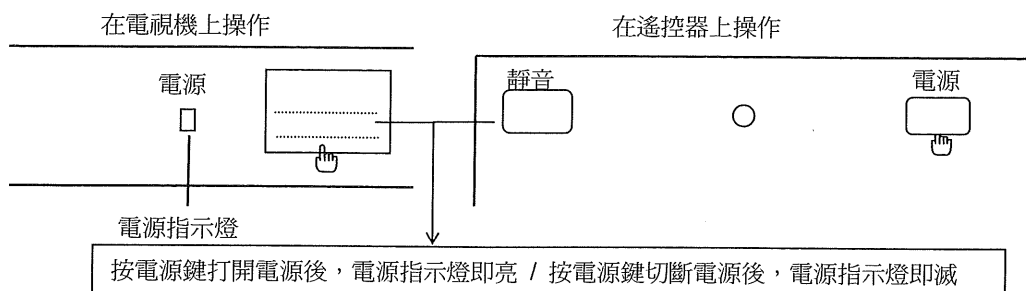 在電視機上操作
在遙控器上操作
電源
靜音
電源
電源指示燈
按電源鍵打開電源後，電源指示燈即亮 / 按電源鍵切斷電源後，電源指示燈即滅